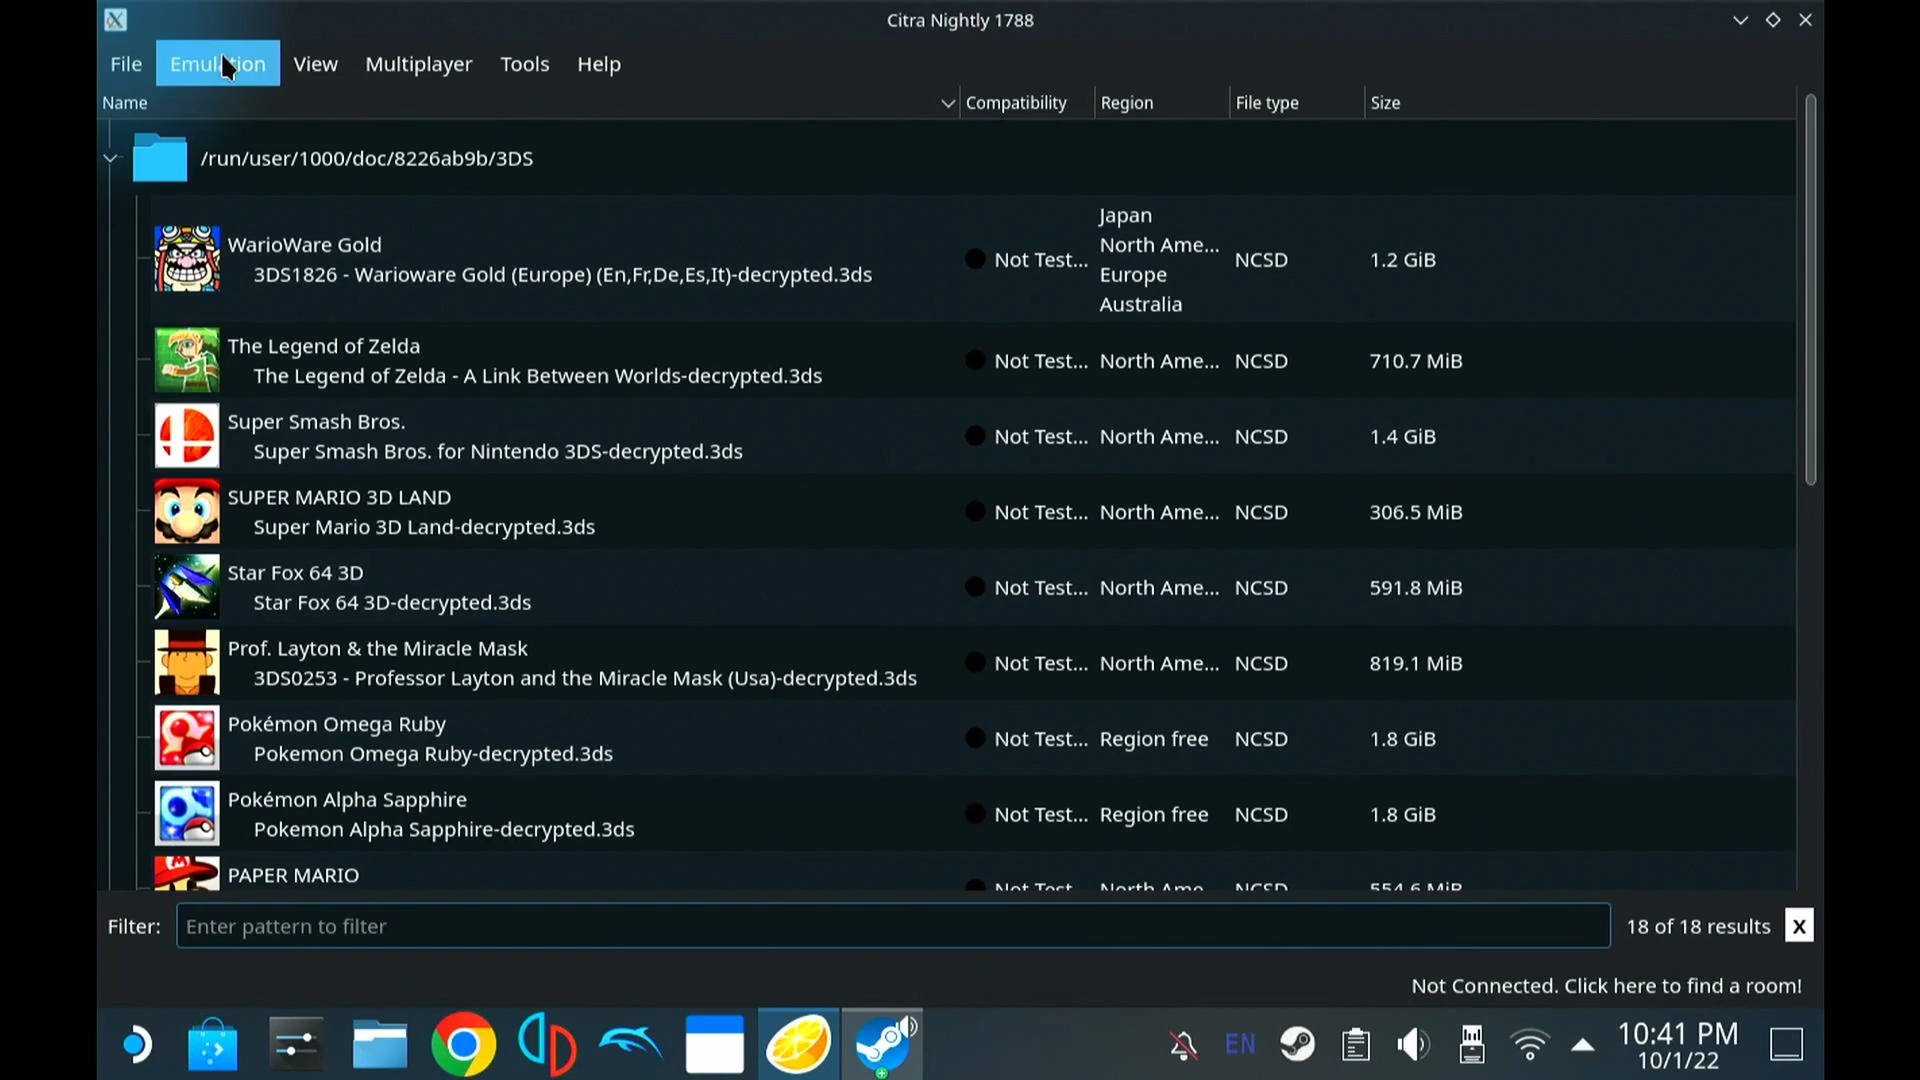 Citra Nightly 1788
File Emulation View Multiplayer Tools Help
Name Compatibility Region File type Size
/run/user/1000/doc/8226ab9b/3DS
WarioWare Gold
3DS1826 - Warioware Gold (Europe) (En,Fr,De,Es,It)-decrypted.3ds
Not Test...
Japan
North Ame...
Europe
Australia
NCSD
1.2 GiB
The Legend of Zelda
The Legend of Zelda - A Link Between Worlds-decrypted.3ds
Not Test... North Ame... NCSD 710.7 MiB
Super Smash Bros.
Super Smash Bros. for Nintendo 3DS-decrypted.3ds
Not Test... North Ame... NCSD 1.4 GiB
SUPER MARIO 3D LAND
Super Mario 3D Land-decrypted.3ds
Not Test... North Ame... NCSD 306.5 MiB
Star Fox 64 3D
Star Fox 64 3D-decrypted.3ds
Not Test... North Ame... NCSD 591.8 MiB
Prof. Layton & the Miracle Mask
3DS0253 - Professor Layton and the Miracle Mask (Usa)-decrypted.3ds
Not Test... North Ame... NCSD 819.1 MiB
Pokémon Omega Ruby
Pokemon Omega Ruby-decrypted.3ds
Not Test... Region free NCSD 1.8 GiB
Pokémon Alpha Sapphire
Pokemon Alpha Sapphire-decrypted.3ds
Not Test... Region free NCSD 1.8 GiB
PAPER MARIO
Not Test... North Ame... NCSD 554.6 MiB
Filter: Enter pattern to filter 18 of 18 results X
Not Connected. Click here to find a room!
EN
10:41 PM
10/1/22